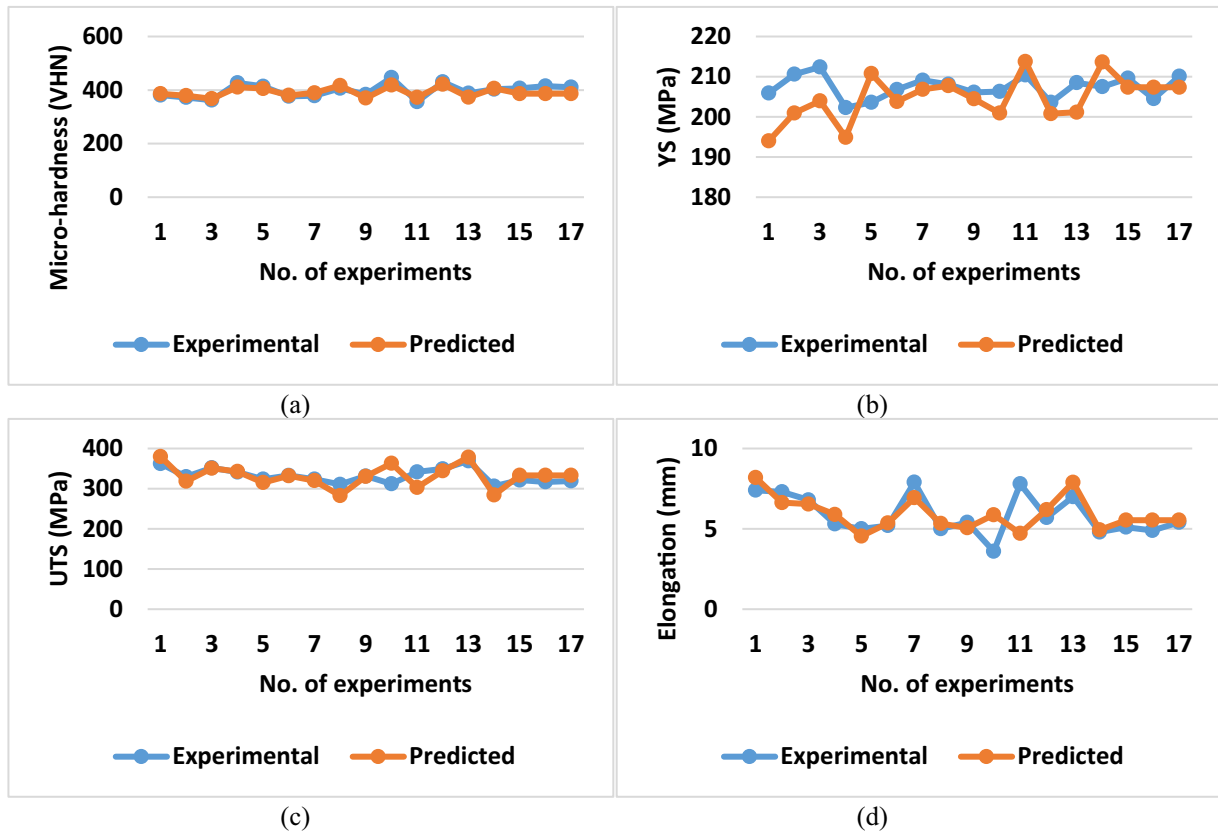 600
400
200
0
Micro-hardness (VHN)
1 3 5 7 9 11 13 15 17
No. of experiments
Experimental Predicted
(a)
220
210
200
190
180
YS (MPa)
1 3 5 7 9 11 13 15 17
No. of experiments
Experimental Predicted
(b)
400
300
200
100
0
UTS (MPa)
1 3 5 7 9 11 13 15 17
No. of experiments
Experimental Predicted
(c)
10
5
0
Elongation (mm)
1 3 5 7 9 11 13 15 17
No. of experiments
Experimental Predicted
(d)